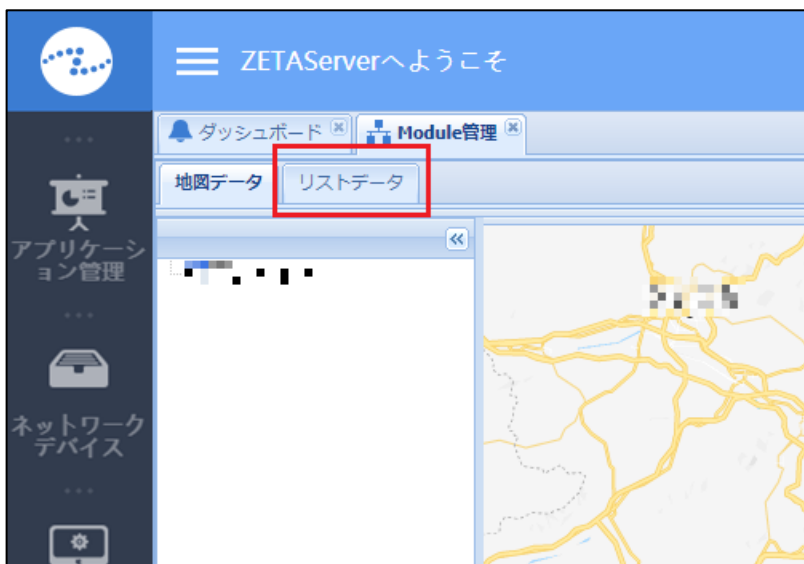 ZETAServerへようこそ
ダッシュボード
Module管理
地図データ
リストデータ
アプリケーシ
ョン管理
ネットワーク
デバイス